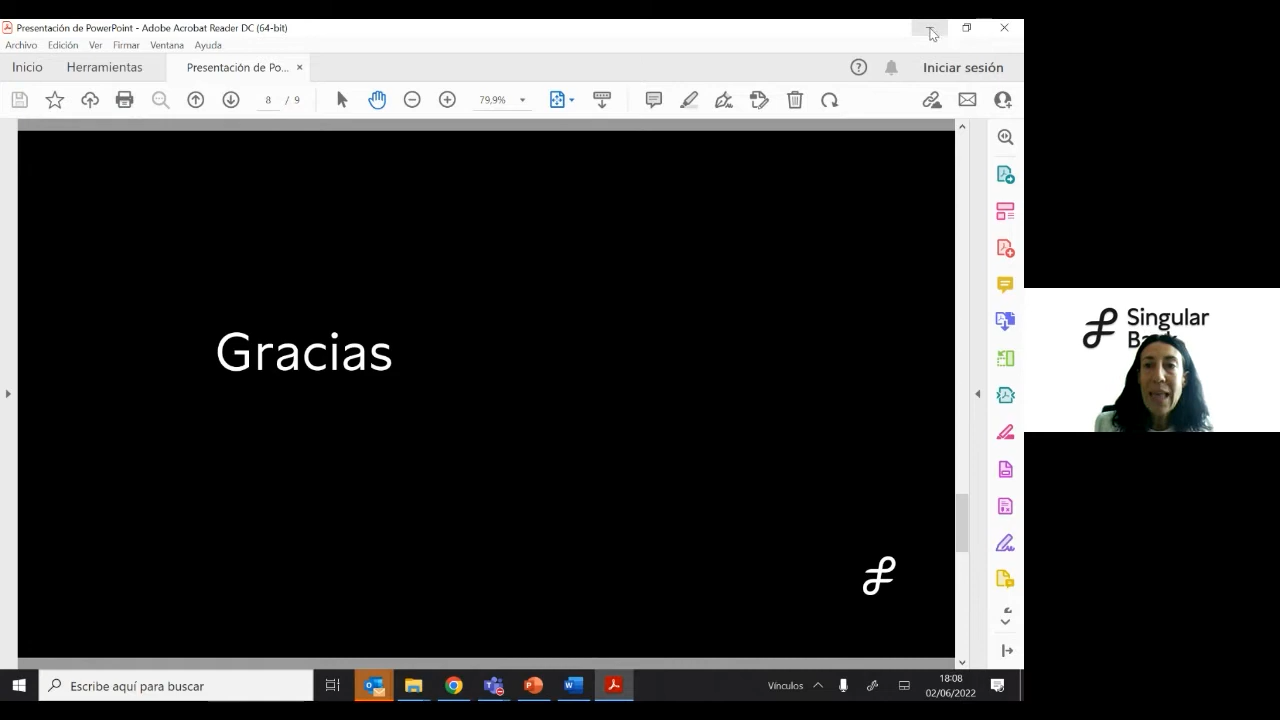 Presentación de PowerPoint - Adobe Acrobat Reader DC (64-bit)
Archivo Edición Ver Firmar Ventana Ayuda
Inicio Herramientas Presentación de Po... × Iniciar sesión
8 / 9 79,9%
Gracias
Singular
Bank
Escribe aquí para buscar
Vínculos
18:08
02/06/2022